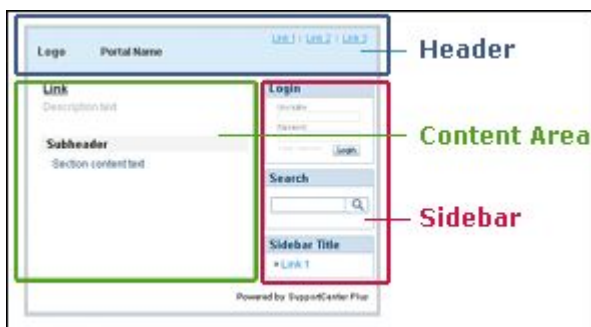 Link 1 | Link 2 | Link 3
Logo Portal Name
Header
Link
Description text
Login
Username
Password
Login
Content Area
Subheader
Section content text
Search
Sidebar
Sidebar Title
Link 1
Powered by SupportCenter Plus